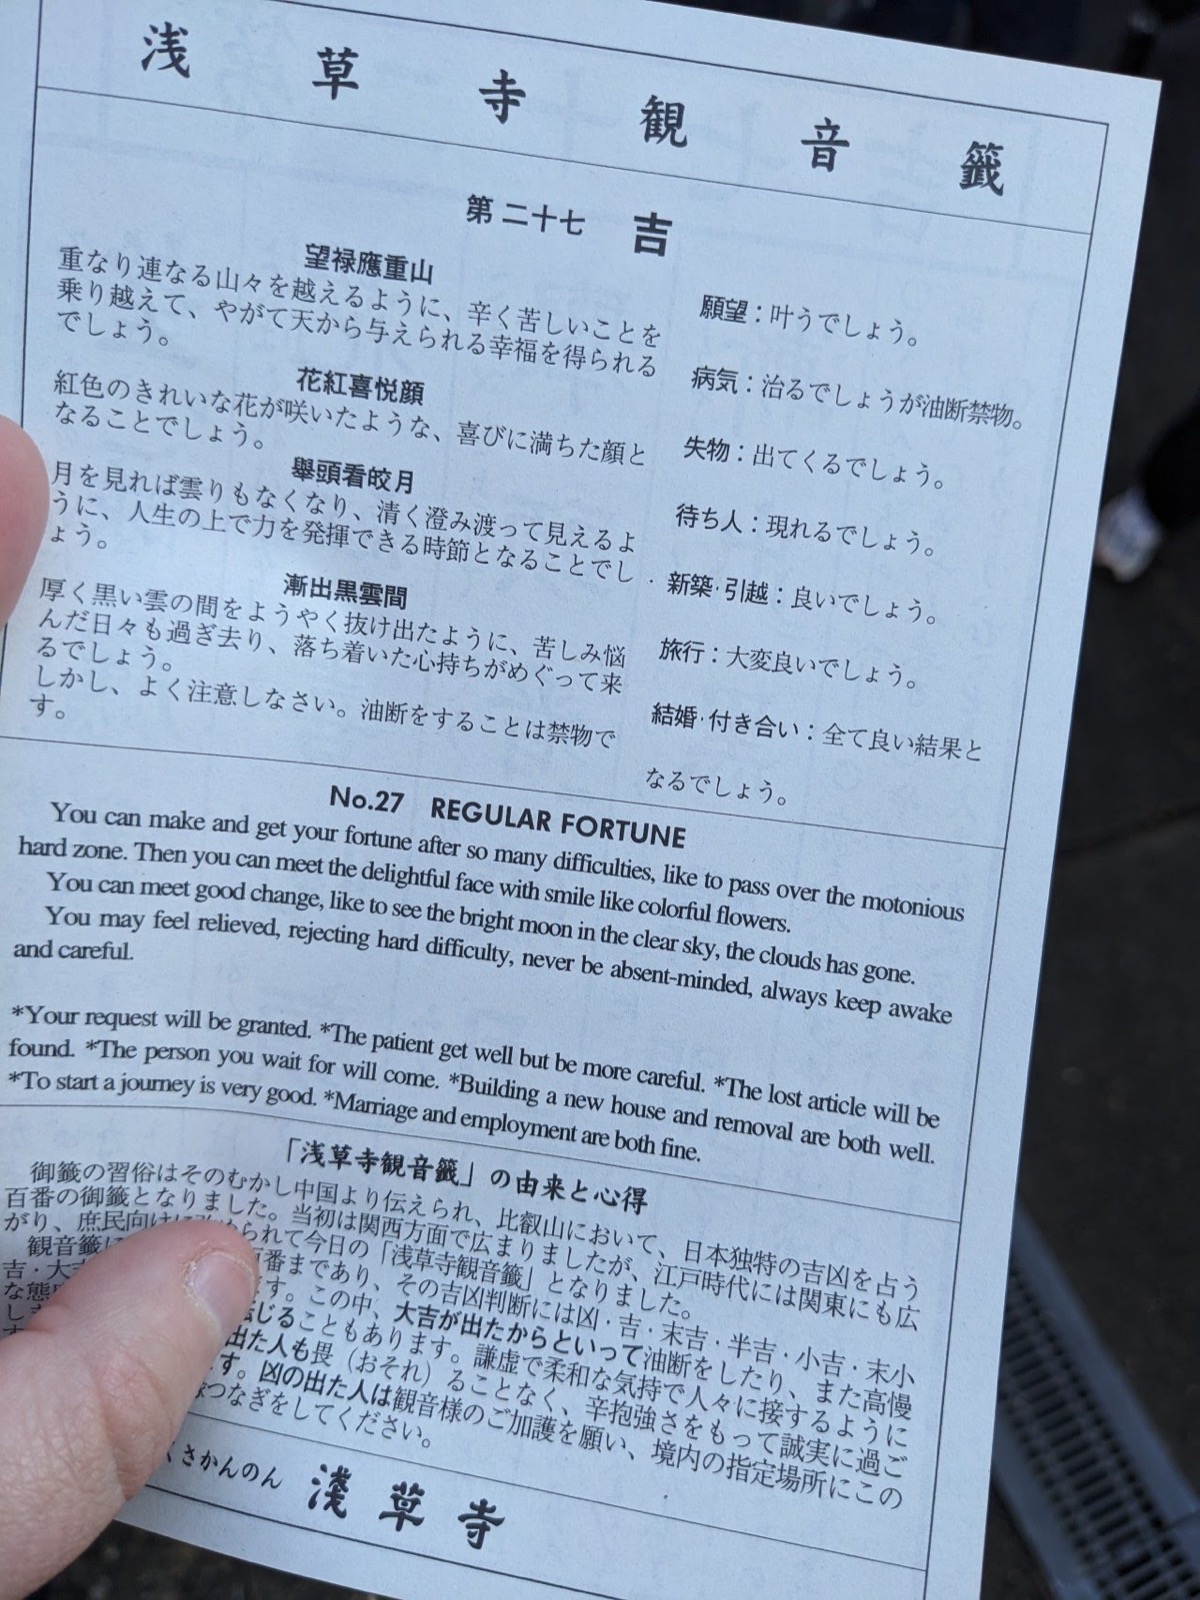 浅草寺観音籤
第二十七 吉
望禄應重山
重なり連なる山々を越えるように、辛く苦しいことを
乗り越えて、やがて天から与えられる幸福を得られる
でしょう。
花紅喜悦顔
紅色のきれいな花が咲いたような、喜びに満ちた顔と
なることでしょう。
舉頭看皎月
月を見れば雲りもなくなり、清く澄み渡って見えるよ
うに、人生の上で力を発揮できる時節となることでし
ょう。
漸出黒雲間
厚く黒い雲の間をようやく抜け出たように、苦しみ悩
んだ日々も過ぎ去り、落ち着いた心持ちがめぐって来
るでしょう。
しかし、よく注意しなさい。油断をすることは禁物で
す。
願望：叶うでしょう。
病気：治るでしょうが油断禁物。
失物：出てくるでしょう。
待ち人：現れるでしょう。
新築・引越：良いでしょう。
旅行：大変良いでしょう。
結婚・付き合い：全て良い結果と
なるでしょう。
No.27 REGULAR FORTUNE
You can make and get your fortune after so many difficulties, like to pass over the motonious
hard zone. Then you can meet the delightful face with smile like colorful flowers.
You can meet good change, like to see the bright moon in the clear sky, the clouds has gone.
You may feel relieved, rejecting hard difficulty, never be absent-minded, always keep awake
and careful.
*Your request will be granted. *The patient get well but be more careful. *The lost article will be
found. *The person you wait for will come. *Building a new house and removal are both well.
*To start a journey is very good. *Marriage and employment are both fine.
「浅草寺観音籤」の由来と心得
御籤の習俗はそのむかし中国より伝えられ、比叡山において、日本独特の吉凶を占う
百番の御籤となりました。当初は関西方面で広まりましたが、江戸時代には関東にも広
がり、庶民向けに められて今日の「浅草寺観音籤」となりました。
観音籤に 番まであり、その吉凶判断には凶・吉・末吉・半吉・小吉・末小
吉・大 す。この中、大吉が出たからといって油断をしたり、また高慢
な態 じることもあります。謙虚で柔和な気持で人々に接するように
し 出た人も畏（おそれ）ることなく、辛抱強さをもって誠実に過ご
す。凶の出た人は観音様のご加護を願い、境内の指定場所にこの
つなぎをしてください。
くさかんのん 淺草寺